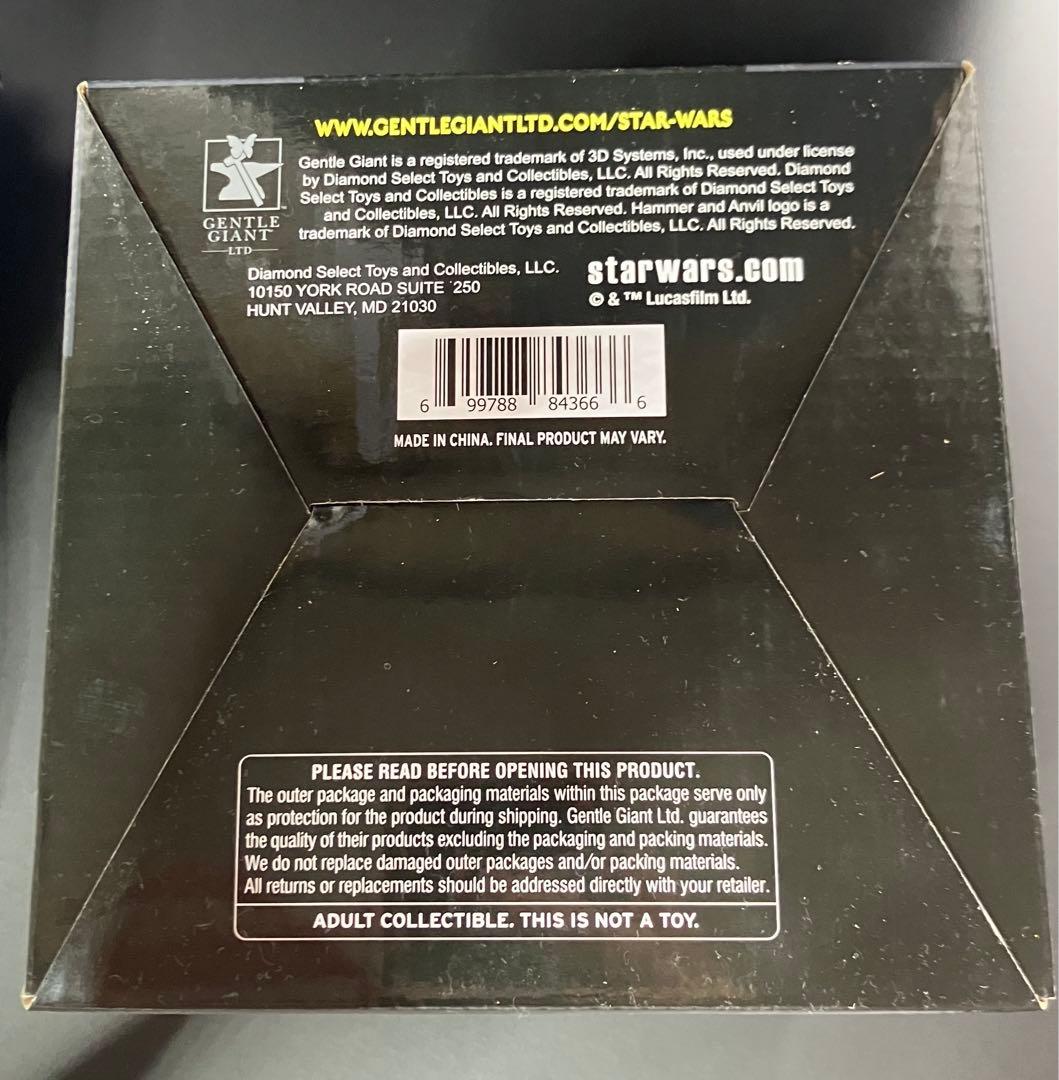 WWW.GENTLEGIANTLTD.COM/STAR-WARS
GENTLE
GIANT™
LTD
Gentle Giant is a registered trademark of 3D Systems, Inc., used under license
by Diamond Select Toys and Collectibles, LLC. All Rights Reserved. Diamond
Select Toys and Collectibles is a registered trademark of Diamond Select Toys
and Collectibles, LLC. All Rights Reserved. Hammer and Anvil logo is a
trademark of Diamond Select Toys and Collectibles, LLC. All Rights Reserved.
Diamond Select Toys and Collectibles, LLC.
10150 YORK ROAD SUITE 250
HUNT VALLEY, MD 21030
starwars.com
© & ™ Lucasfilm Ltd.
6 99788 84366 6
MADE IN CHINA. FINAL PRODUCT MAY VARY.
PLEASE READ BEFORE OPENING THIS PRODUCT.
The outer package and packaging materials within this package serve only
as protection for the product during shipping. Gentle Giant Ltd. guarantees
the quality of their products excluding the packaging and packing materials.
We do not replace damaged outer packages and/or packing materials.
All returns or replacements should be addressed directly with your retailer.
ADULT COLLECTIBLE. THIS IS NOT A TOY.